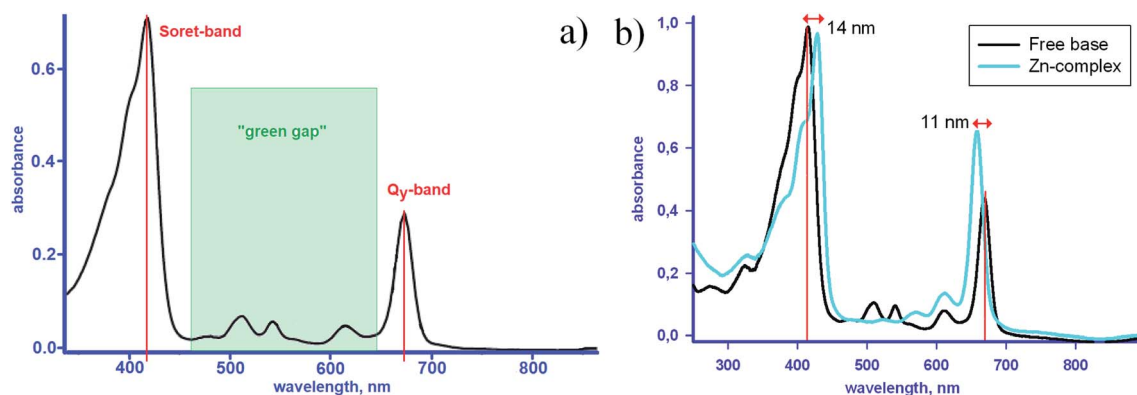 a)
Soret-band
"green gap"
Qy-band
absorbance
0.6
0.4
0.2
0.0
400
500
600
700
800
wavelength, nm
b)
14 nm
11 nm
Free base
Zn-complex
absorbance
1,0
0,8
0,6
0,4
0,2
0,0
300
400
500
600
700
800
wavelength, nm